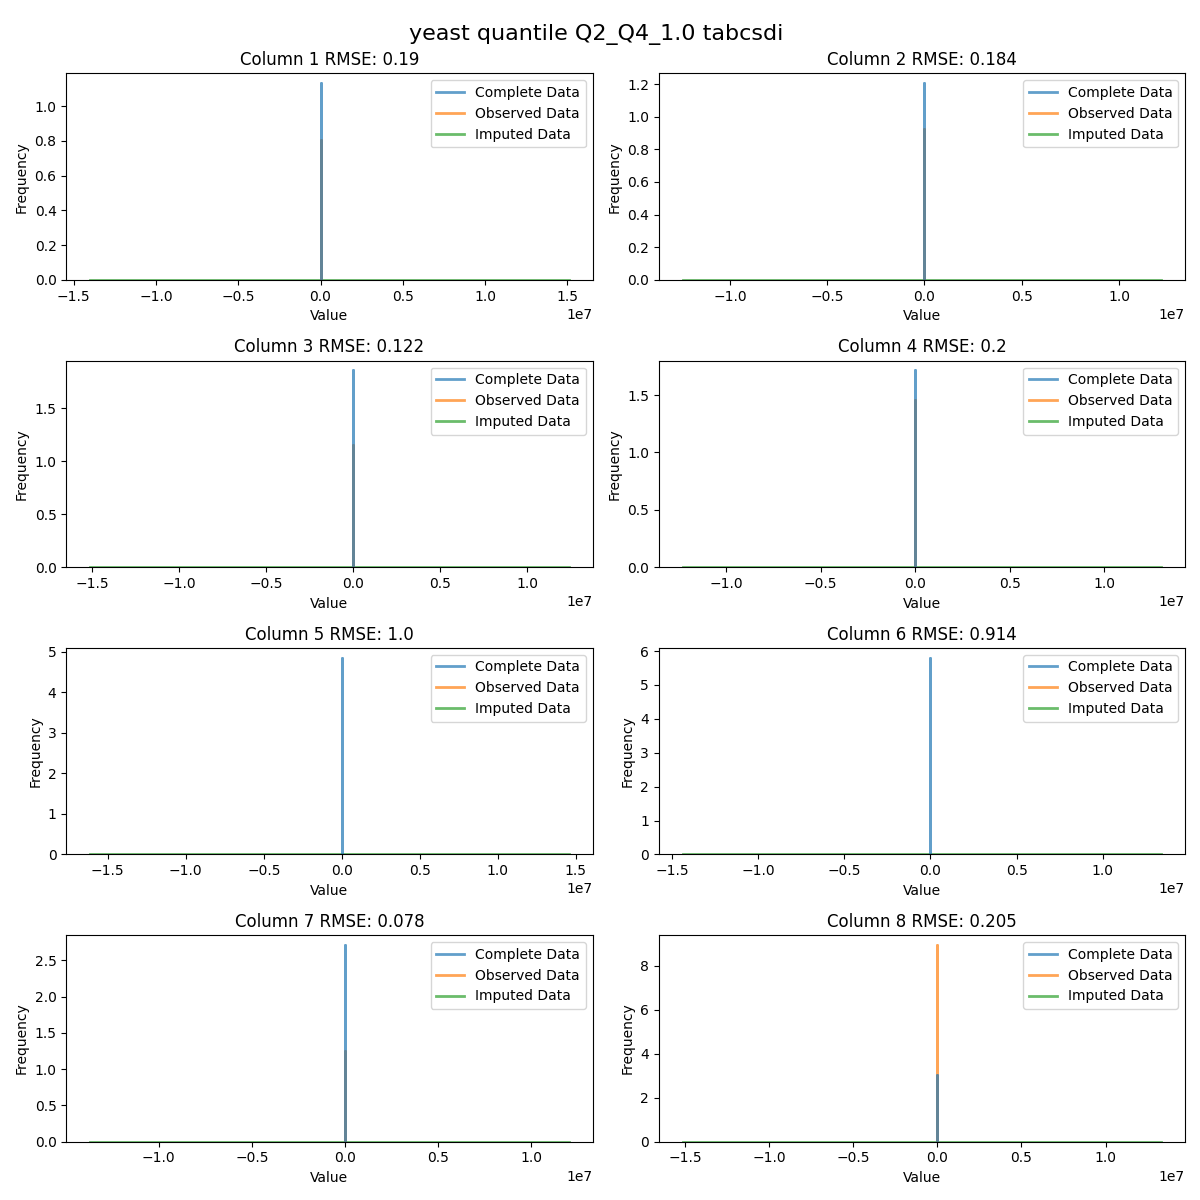 yeast quantile Q2_Q4_1.0 tabcsdi
Column 1 RMSE: 0.19
Complete Data
Observed Data
Imputed Data
Frequency
1.0
0.8
0.6
0.4
0.2
0.0
−1.5 −1.0 −0.5 0.0 0.5 1.0 1.5
1e7
Value
Column 2 RMSE: 0.184
Complete Data
Observed Data
Imputed Data
Frequency
1.2
1.0
0.8
0.6
0.4
0.2
0.0
−1.0 −0.5 0.0 0.5 1.0
1e7
Value
Column 3 RMSE: 0.122
Complete Data
Observed Data
Imputed Data
Frequency
1.5
1.0
0.5
0.0
−1.5 −1.0 −0.5 0.0 0.5 1.0
1e7
Value
Column 4 RMSE: 0.2
Complete Data
Observed Data
Imputed Data
Frequency
1.5
1.0
0.5
0.0
−1.0 −0.5 0.0 0.5 1.0
1e7
Value
Column 5 RMSE: 1.0
Complete Data
Observed Data
Imputed Data
Frequency
5
4
3
2
1
0
−1.5 −1.0 −0.5 0.0 0.5 1.0 1.5
1e7
Value
Column 6 RMSE: 0.914
Complete Data
Observed Data
Imputed Data
Frequency
6
5
4
3
2
1
0
−1.5 −1.0 −0.5 0.0 0.5 1.0
1e7
Value
Column 7 RMSE: 0.078
Complete Data
Observed Data
Imputed Data
Frequency
2.5
2.0
1.5
1.0
0.5
0.0
−1.0 −0.5 0.0 0.5 1.0
1e7
Value
Column 8 RMSE: 0.205
Complete Data
Observed Data
Imputed Data
Frequency
8
6
4
2
0
−1.5 −1.0 −0.5 0.0 0.5 1.0
1e7
Value